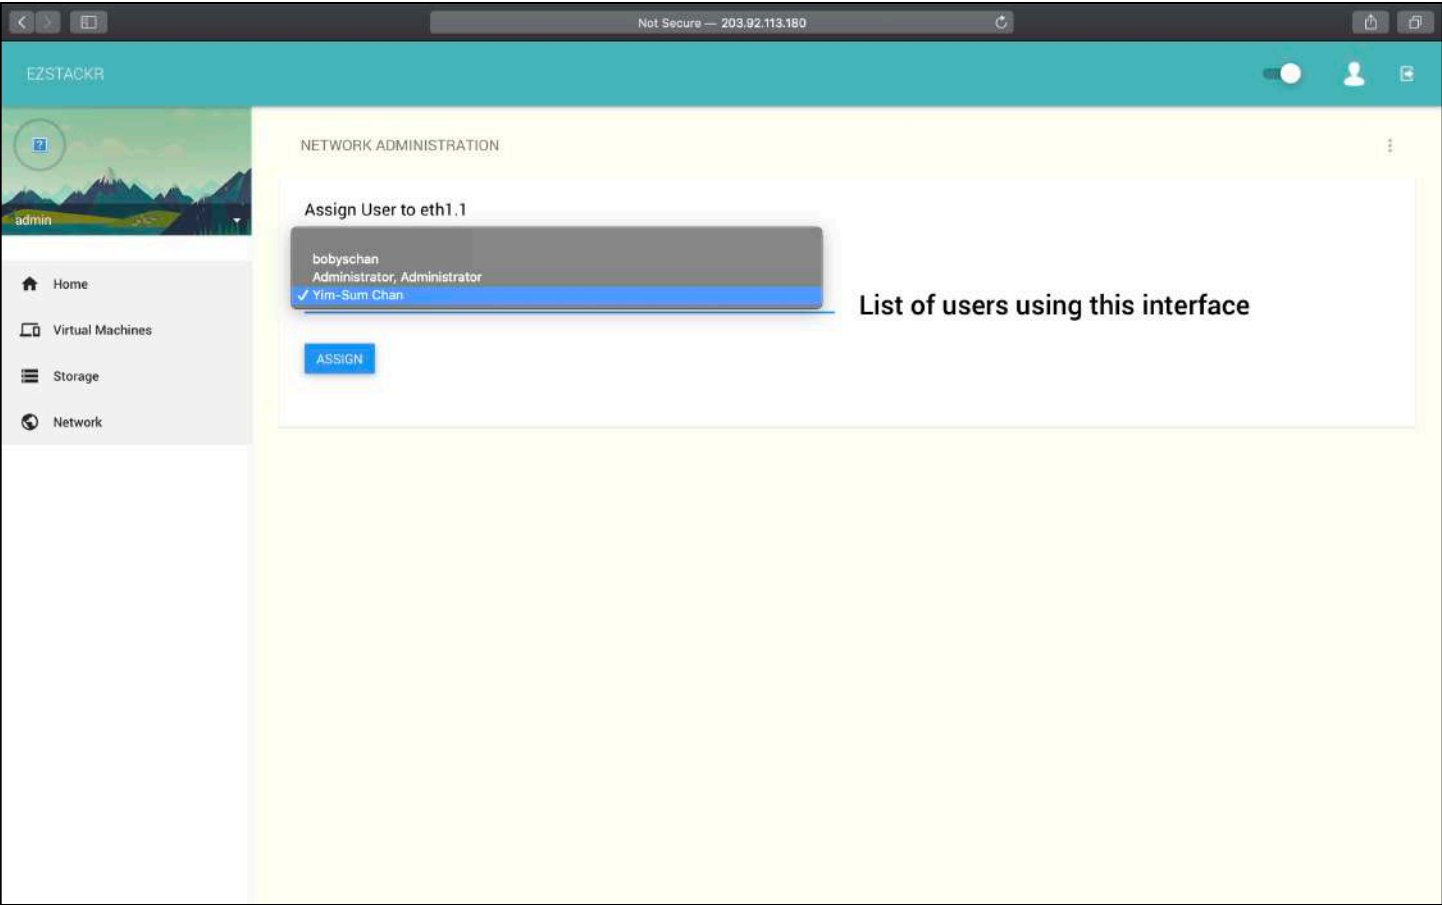 Not Secure — 203.92.113.180
EZSTACKR
NETWORK ADMINISTRATION
admin
Assign User to eth1.1
bobyschan
Administrator, Administrator
✓ Yim-Sum Chan
List of users using this interface
ASSIGN
Home
Virtual Machines
Storage
Network